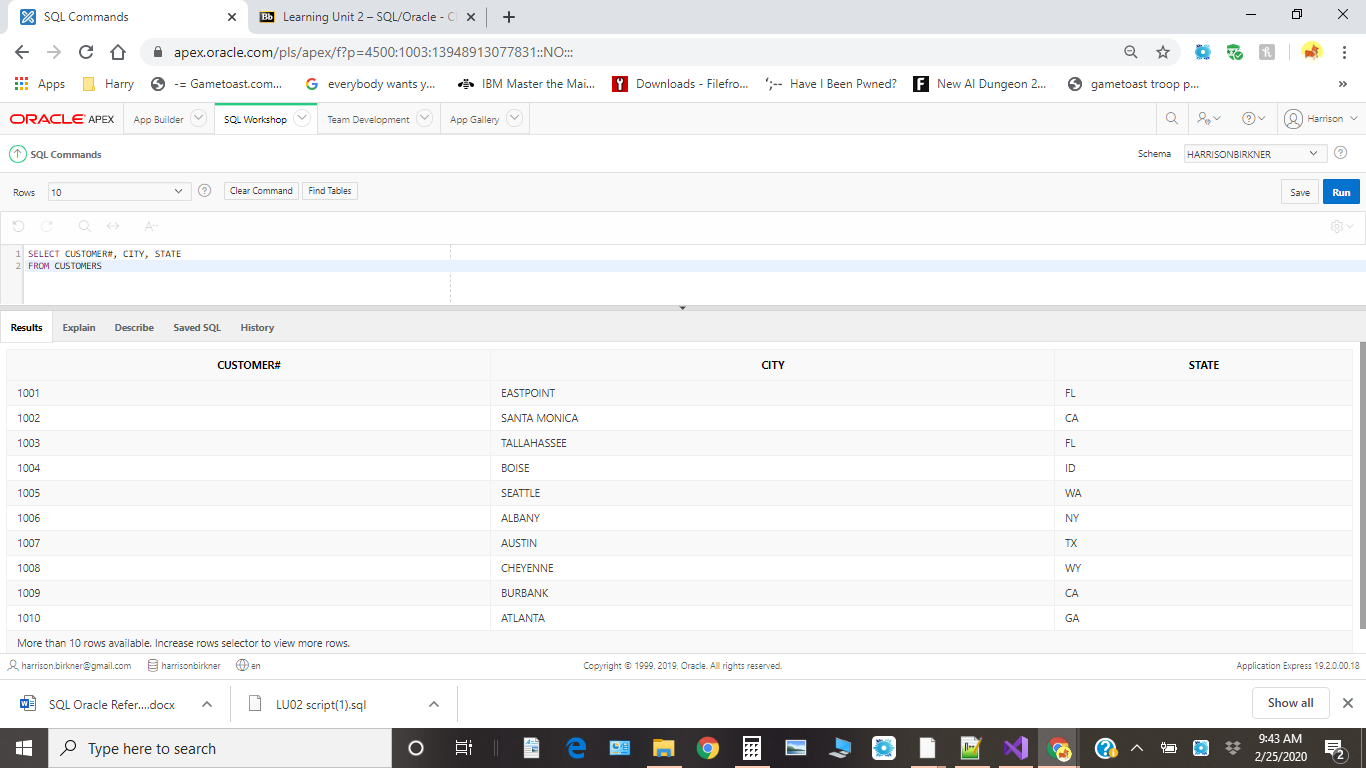 SQL Commands
Learning Unit 2 – SQL/Oracle - C
apex.oracle.com/pls/apex/f?p=4500:1003:13948913077831::NO:::
Apps Harry -= Gametoast.com... everybody wants y... IBM Master the Mai... Downloads - Filefro... Have I Been Pwned? New AI Dungeon 2... gametoast troop p... »
ORACLE APEX App Builder SQL Workshop Team Development App Gallery Harrison
SQL Commands Schema HARRISONBIRKNER
Rows 10 Clear Command Find Tables Save Run
1 SELECT CUSTOMER#, CITY, STATE
2 FROM CUSTOMERS
Results Explain Describe Saved SQL History
CUSTOMER# CITY STATE
1001 EASTPOINT FL
1002 SANTA MONICA CA
1003 TALLAHASSEE FL
1004 BOISE ID
1005 SEATTLE WA
1006 ALBANY NY
1007 AUSTIN TX
1008 CHEYENNE WY
1009 BURBANK CA
1010 ATLANTA GA
More than 10 rows available. Increase rows selector to view more rows.
harrison.birkner@gmail.com harrisonbirkner en Copyright © 1999, 2019, Oracle. All rights reserved. Application Express 19.2.0.00.18
SQL Oracle Refer....docx LU02 script(1).sql Show all
Type here to search
9:43 AM
2/25/2020
2